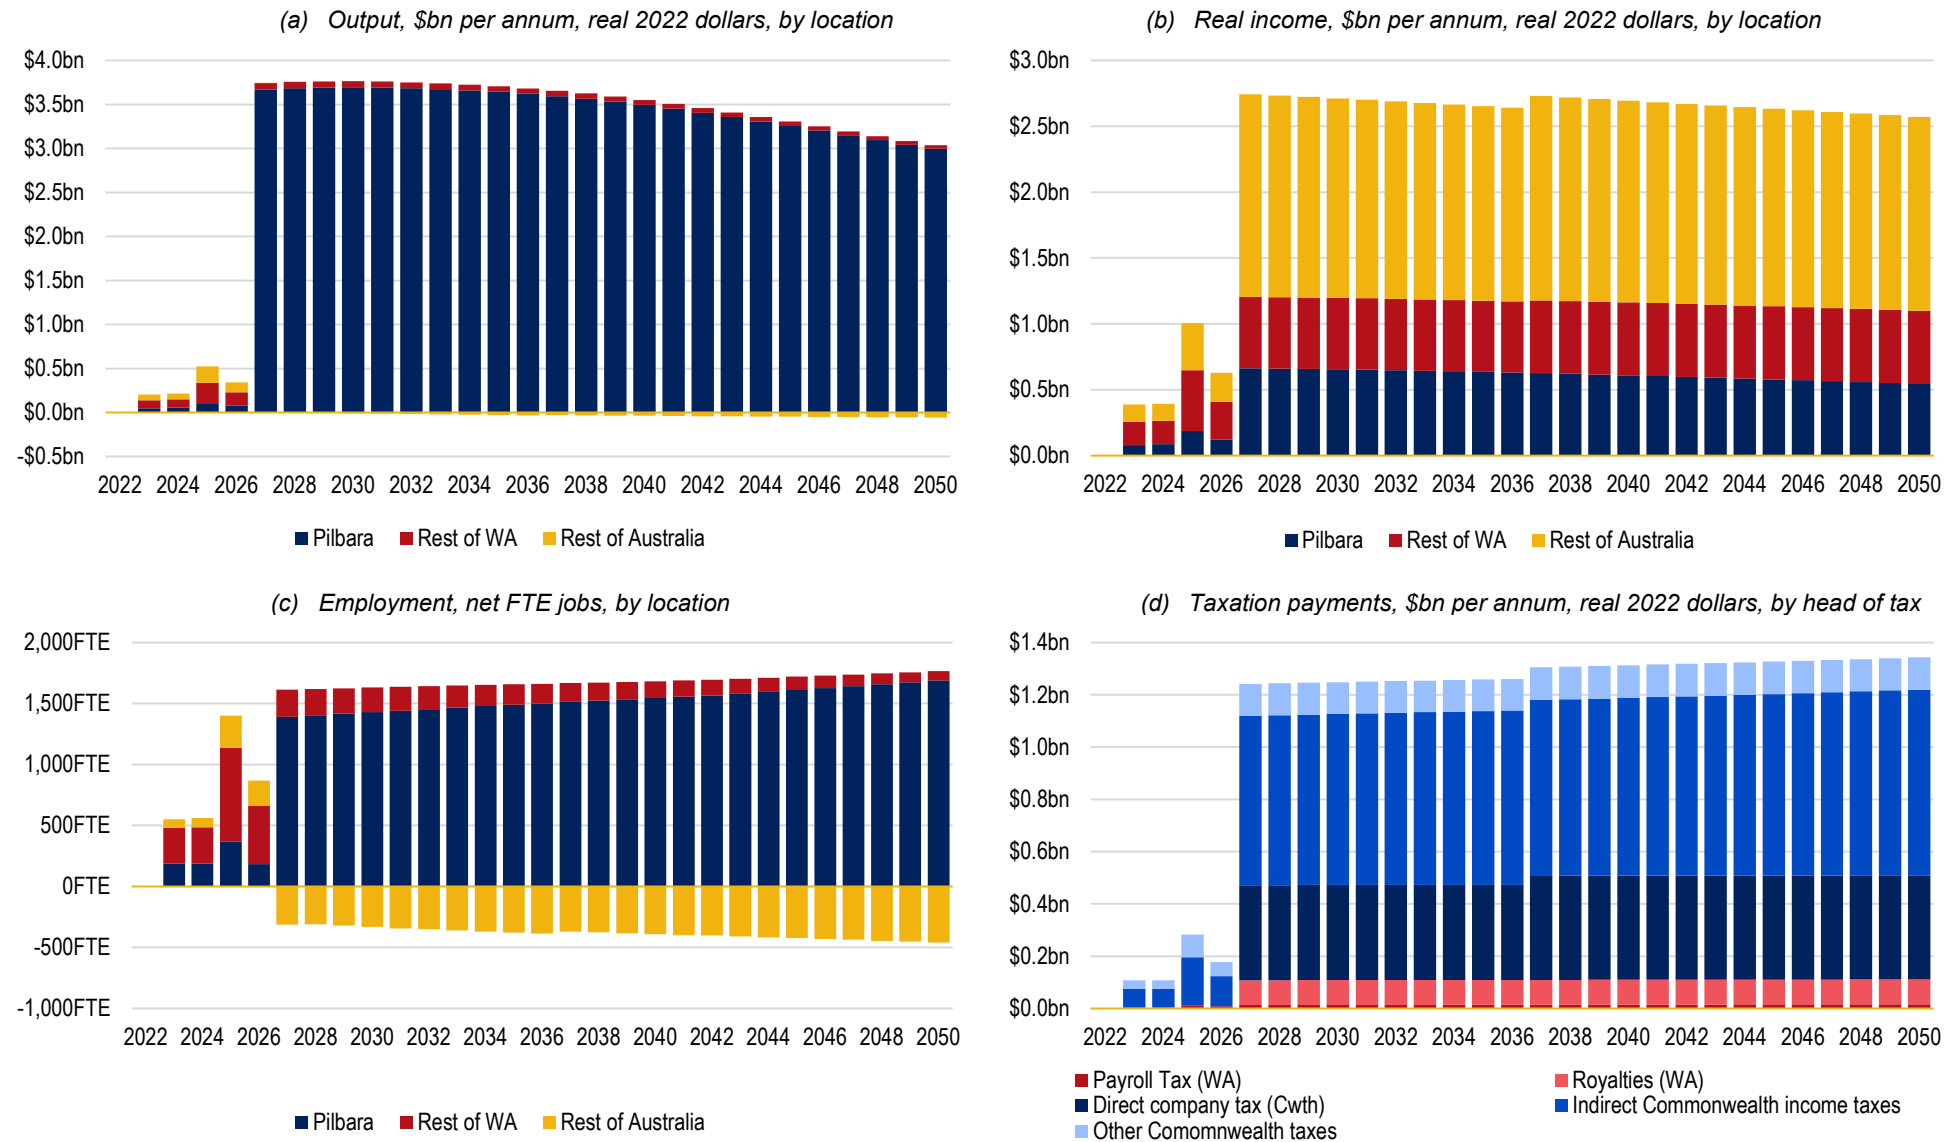 (a) Output, $bn per annum, real 2022 dollars, by location
$4.0bn
$3.5bn
$3.0bn
$2.5bn
$2.0bn
$1.5bn
$1.0bn
$0.5bn
$0.0bn
-$0.5bn
2022 2024 2026 2028 2030 2032 2034 2036 2038 2040 2042 2044 2046 2048 2050
Pilbara Rest of WA Rest of Australia
(b) Real income, $bn per annum, real 2022 dollars, by location
$3.0bn
$2.5bn
$2.0bn
$1.5bn
$1.0bn
$0.5bn
$0.0bn
2022 2024 2026 2028 2030 2032 2034 2036 2038 2040 2042 2044 2046 2048 2050
Pilbara Rest of WA Rest of Australia
(c) Employment, net FTE jobs, by location
2,000FTE
1,500FTE
1,000FTE
500FTE
0FTE
-500FTE
-1,000FTE
2022 2024 2026 2028 2030 2032 2034 2036 2038 2040 2042 2044 2046 2048 2050
Pilbara Rest of WA Rest of Australia
(d) Taxation payments, $bn per annum, real 2022 dollars, by head of tax
$1.4bn
$1.2bn
$1.0bn
$0.8bn
$0.6bn
$0.4bn
$0.2bn
$0.0bn
2022 2024 2026 2028 2030 2032 2034 2036 2038 2040 2042 2044 2046 2048 2050
Payroll Tax (WA) Royalties (WA)
Direct company tax (Cwth) Indirect Commonwealth income taxes
Other Comomnwealth taxes